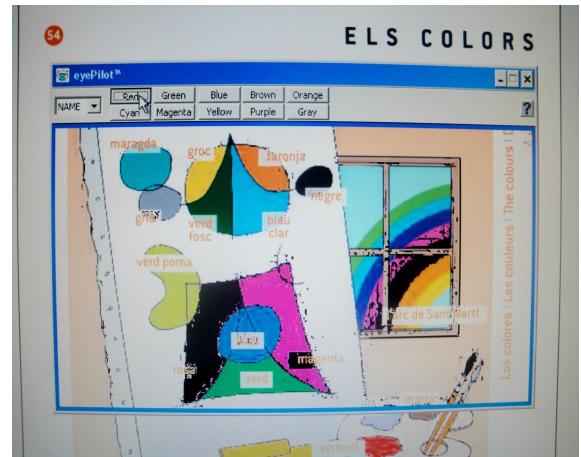 54
ELS COLORS
eyePilot™
NAME
Red
Green
Blue
Brown
Orange
Cyan
Magenta
Yellow
Purple
Gray
?
maragda
groc
taronja
negre
gris
verd
fosc
blau
clar
verd poma
arc de Sant Martí
blau
magenta
rosa
verd
marró
vermell
Los colores | Les couleurs | The colours | D